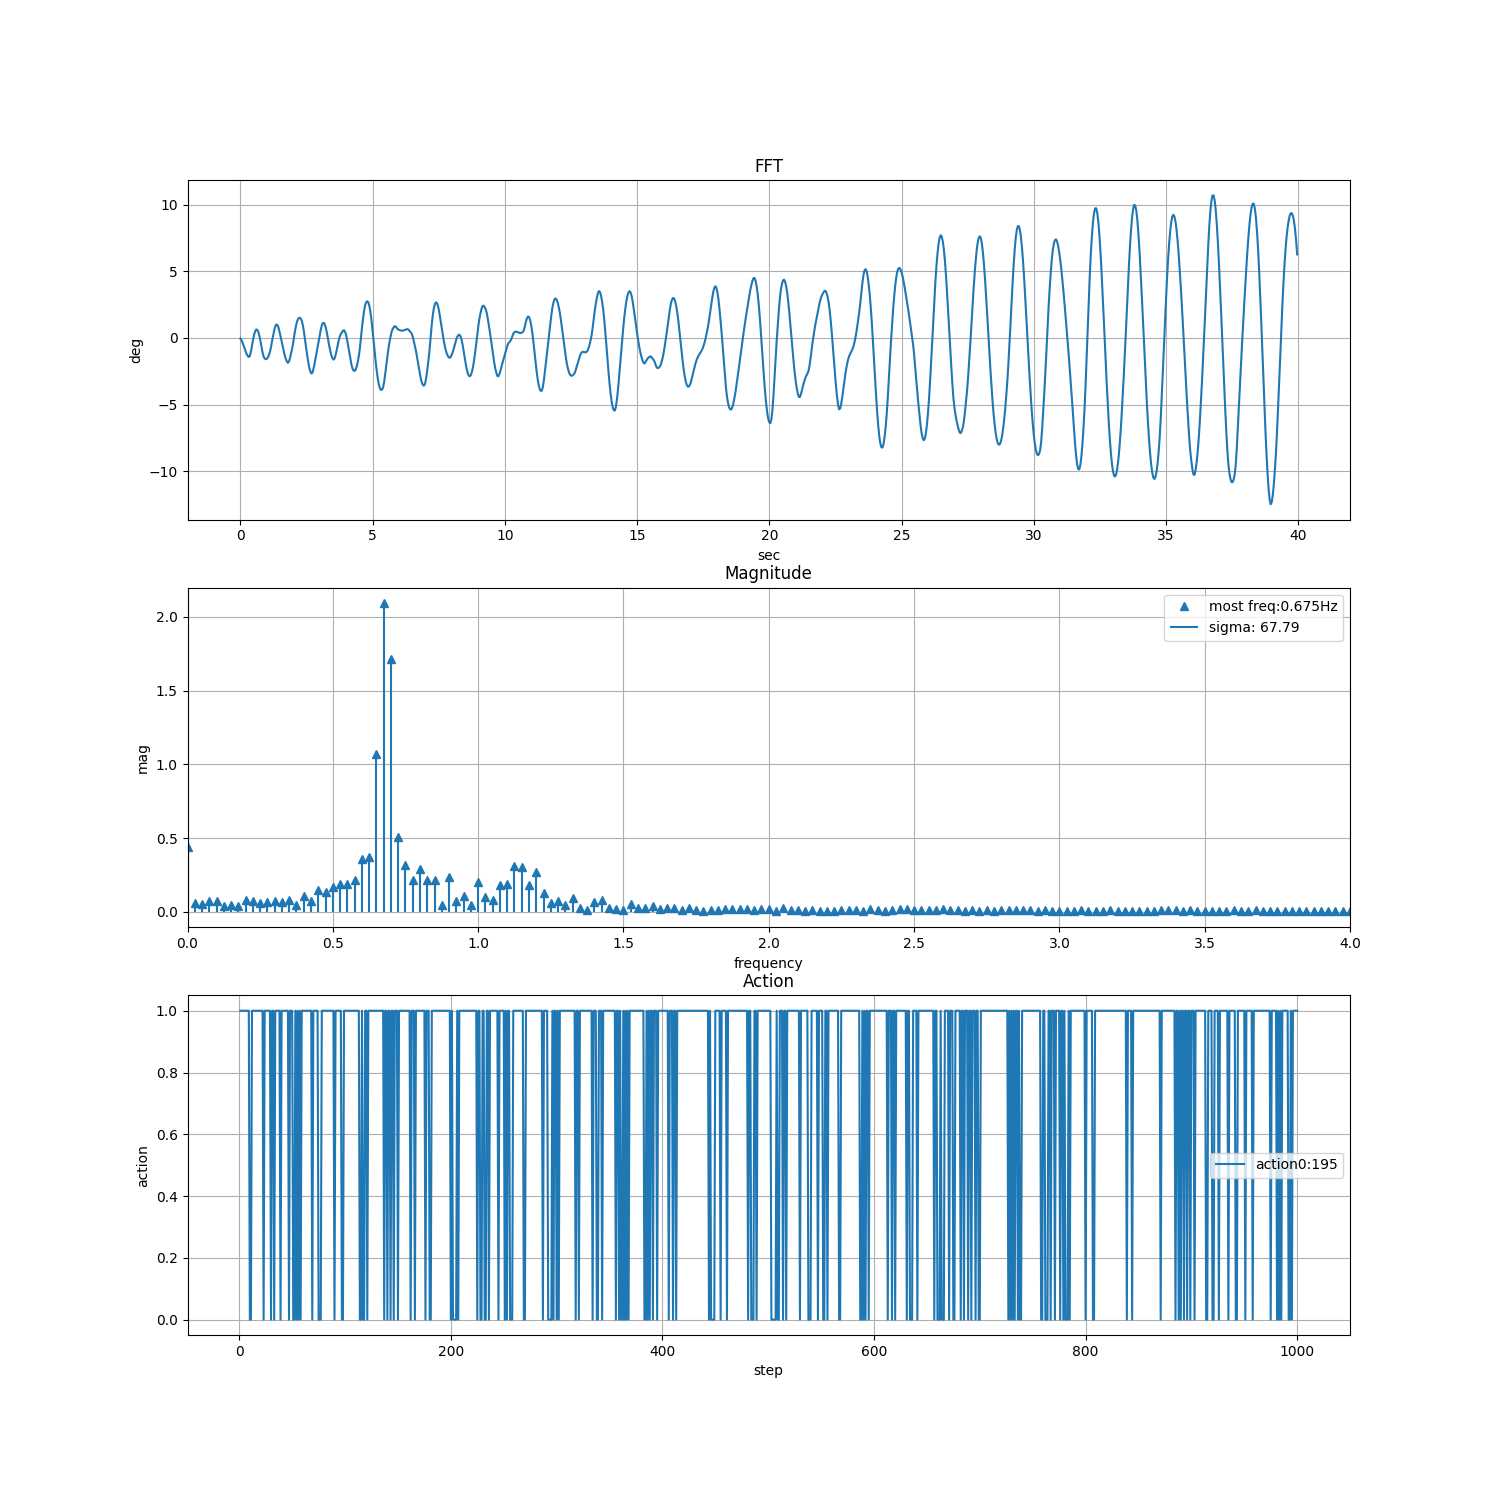 FFT
10
5
0
−5
−10
deg
0 5 10 15 20 25 30 35 40
sec
Magnitude
2.0
1.5
1.0
0.5
0.0
mag
most freq:0.675Hz
sigma: 67.79
0.0 0.5 1.0 1.5 2.0 2.5 3.0 3.5 4.0
frequency
Action
1.0
0.8
0.6
0.4
0.2
0.0
action
action0:195
0 200 400 600 800 1000
step